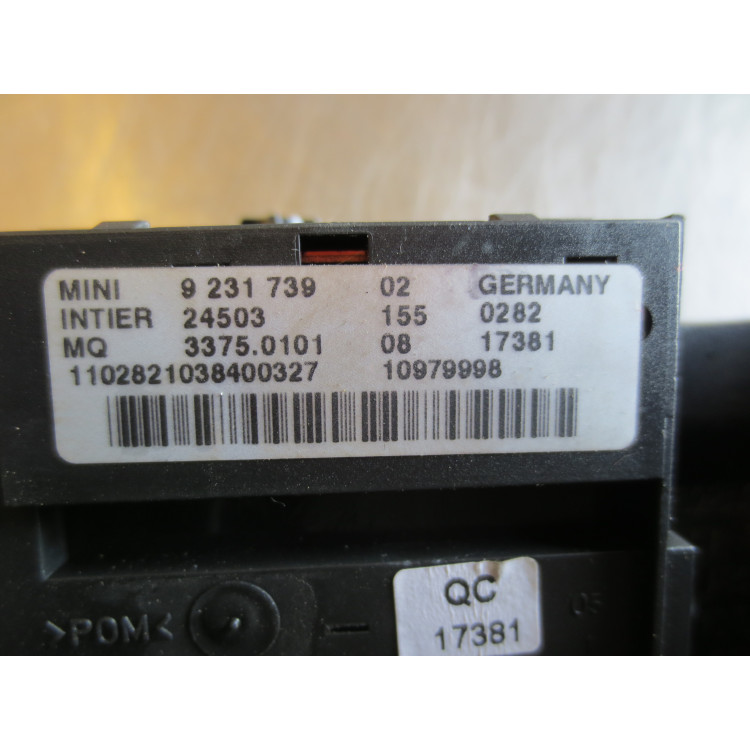 MINI 9 231 739 02 GERMANY
INTIER 24503 155 0282
MQ 3375.0101 08 17381
1102821038400327 10979998
QC
17381
>POM<